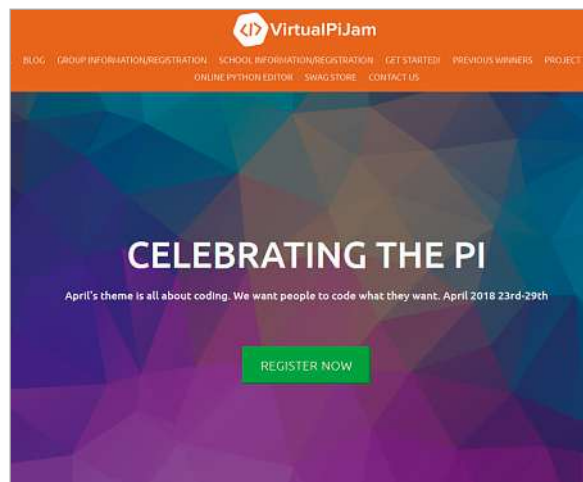 VirtualPiJam
BLOG GROUP INFORMATION/REGISTRATION SCHOOL INFORMATION/REGISTRATION GET STARTED! PREVIOUS WINNERS PROJECT
ONLINE PYTHON EDITOR SWAG STORE CONTACT US
CELEBRATING THE PI
April's theme is all about coding. We want people to code what they want. April 2018 23rd-29th
REGISTER NOW